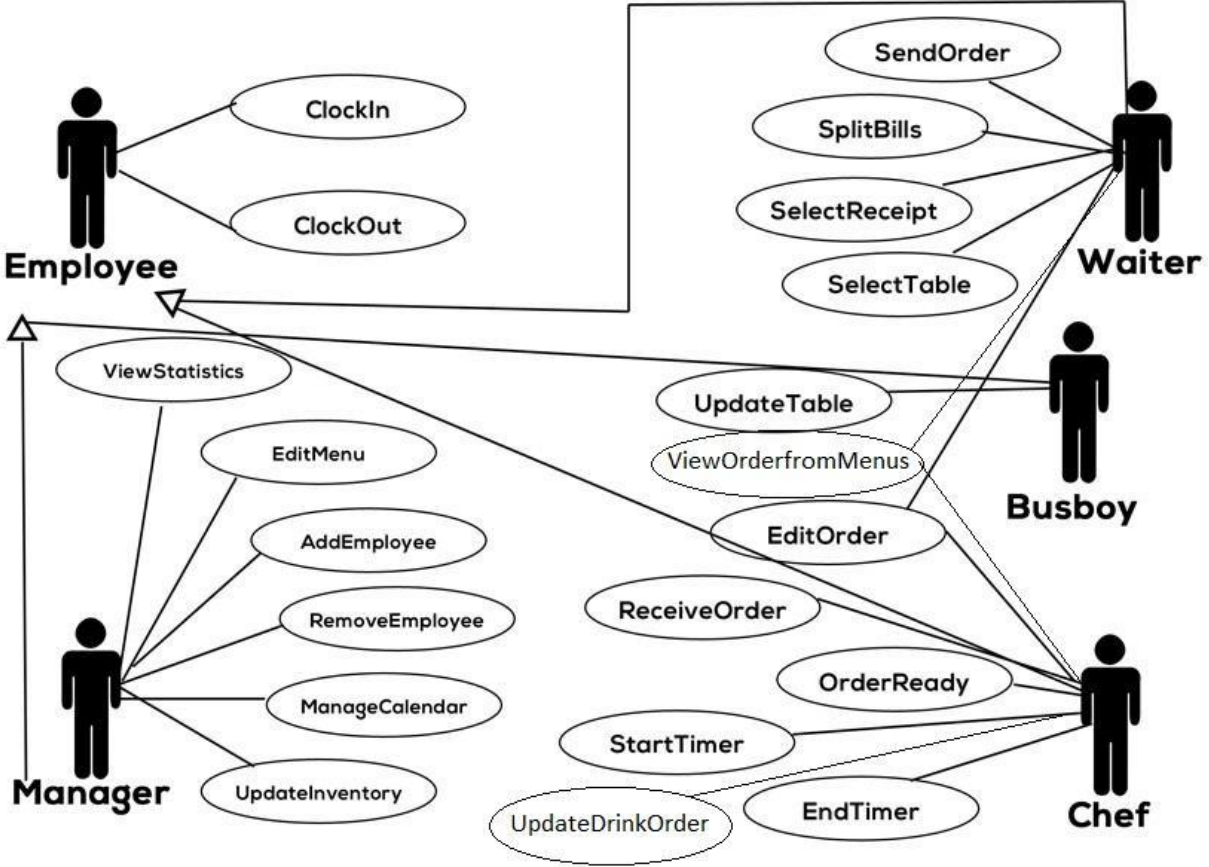 SendOrder
ClockIn
SplitBills
SelectReceipt
ClockOut
Employee
Waiter
SelectTable
ViewStatistics
UpdateTable
EditMenu
ViewOrderfromMenus
Busboy
EditOrder
AddEmployee
ReceiveOrder
RemoveEmployee
OrderReady
ManageCalendar
StartTimer
Manager
UpdateInventory
EndTimer
Chef
UpdateDrinkOrder